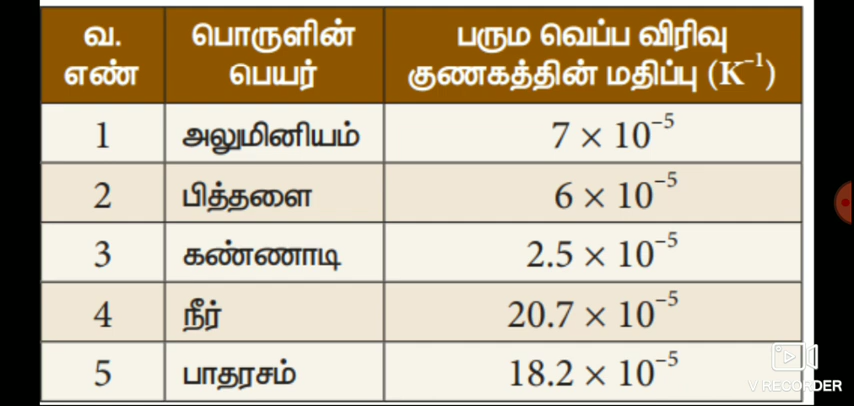 வ. எண் பொருளின் பெயர் பரும வெப்ப விரிவு குணகத்தின் மதிப்பு (K⁻¹)
1 அலுமினியம் 7 × 10⁻⁵
2 பித்தளை 6 × 10⁻⁵
3 கண்ணாடி 2.5 × 10⁻⁵
4 நீர் 20.7 × 10⁻⁵
5 பாதரசம் 18.2 × 10⁻⁵
V RECORDER